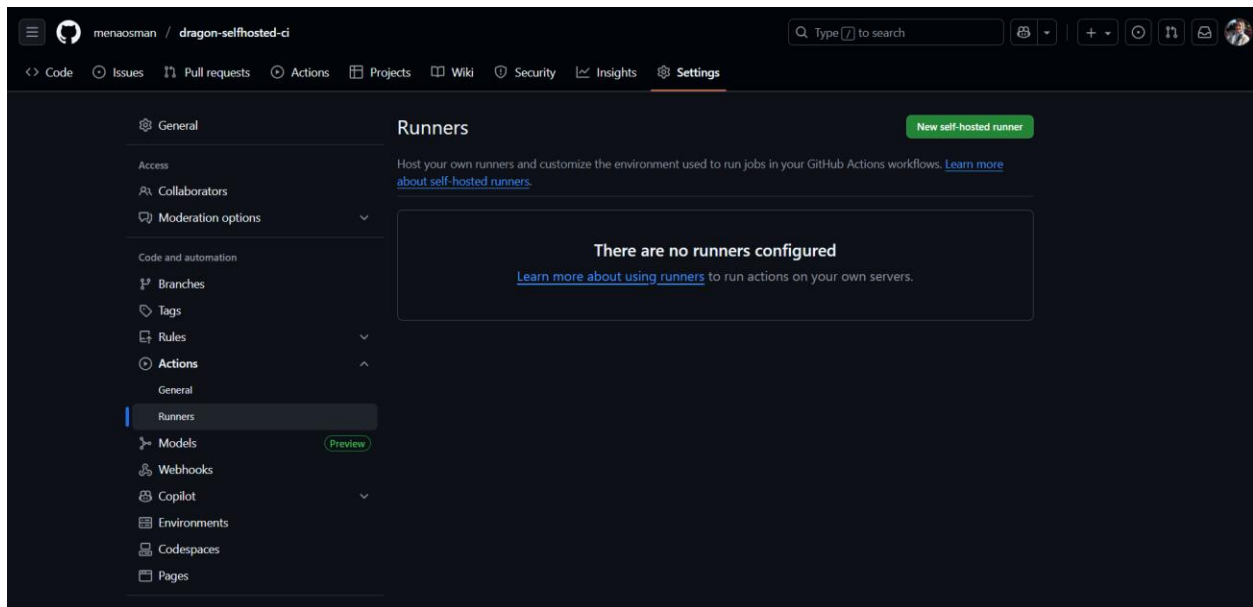 menaosman / dragon-selfhosted-ci
Type / to search
Code Issues Pull requests Actions Projects Wiki Security Insights Settings
General
Access
Collaborators
Moderation options
Code and automation
Branches
Tags
Rules
Actions
General
Runners
Models Preview
Webhooks
Copilot
Environments
Codespaces
Pages
Runners
New self-hosted runner
Host your own runners and customize the environment used to run jobs in your GitHub Actions workflows. Learn more
about self-hosted runners.
There are no runners configured
Learn more about using runners to run actions on your own servers.